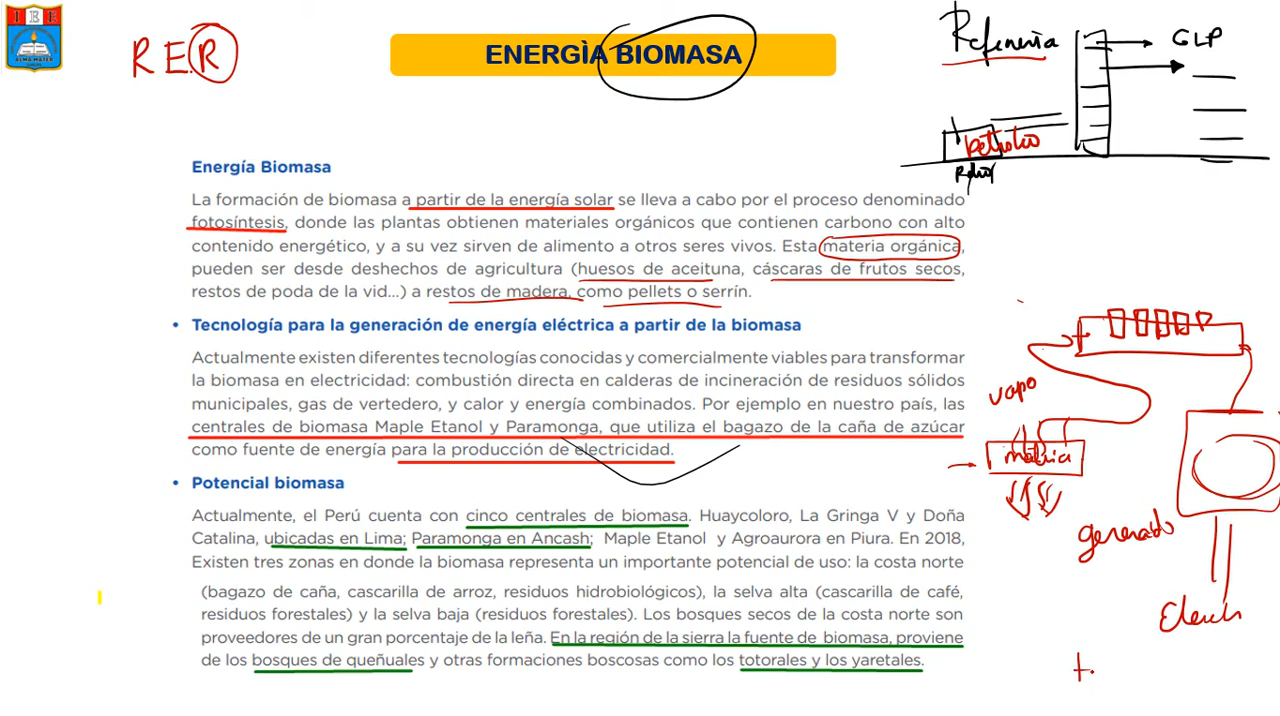 I E E
ALMA MATER
R E R
ENERGÌA BIOMASA
Refineria
GLP
Petroleo
Energía Biomasa
La formación de biomasa a partir de la energía solar se lleva a cabo por el proceso denominado
fotosíntesis, donde las plantas obtienen materiales orgánicos que contienen carbono con alto
contenido energético, y a su vez sirven de alimento a otros seres vivos. Esta materia orgánica,
pueden ser desde deshechos de agricultura (huesos de aceituna, cáscaras de frutos secos,
restos de poda de la vid...) a restos de madera, como pellets o serrín.
• Tecnología para la generación de energía eléctrica a partir de la biomasa
Actualmente existen diferentes tecnologías conocidas y comercialmente viables para transformar
la biomasa en electricidad: combustión directa en calderas de incineración de residuos sólidos
municipales, gas de vertedero, y calor y energía combinados. Por ejemplo en nuestro país, las
centrales de biomasa Maple Etanol y Paramonga, que utiliza el bagazo de la caña de azúcar
como fuente de energía para la producción de electricidad.
• Potencial biomasa
Actualmente, el Perú cuenta con cinco centrales de biomasa. Huaycoloro, La Gringa V y Doña
Catalina, ubicadas en Lima; Paramonga en Ancash; Maple Etanol y Agroaurora en Piura. En 2018,
Existen tres zonas en donde la biomasa representa un importante potencial de uso: la costa norte
(bagazo de caña, cascarilla de arroz, residuos hidrobiológicos), la selva alta (cascarilla de café,
residuos forestales) y la selva baja (residuos forestales). Los bosques secos de la costa norte son
proveedores de un gran porcentaje de la leña. En la región de la sierra la fuente de biomasa, proviene
de los bosques de queñuales y otras formaciones boscosas como los totorales y los yaretales.
vapo
generado